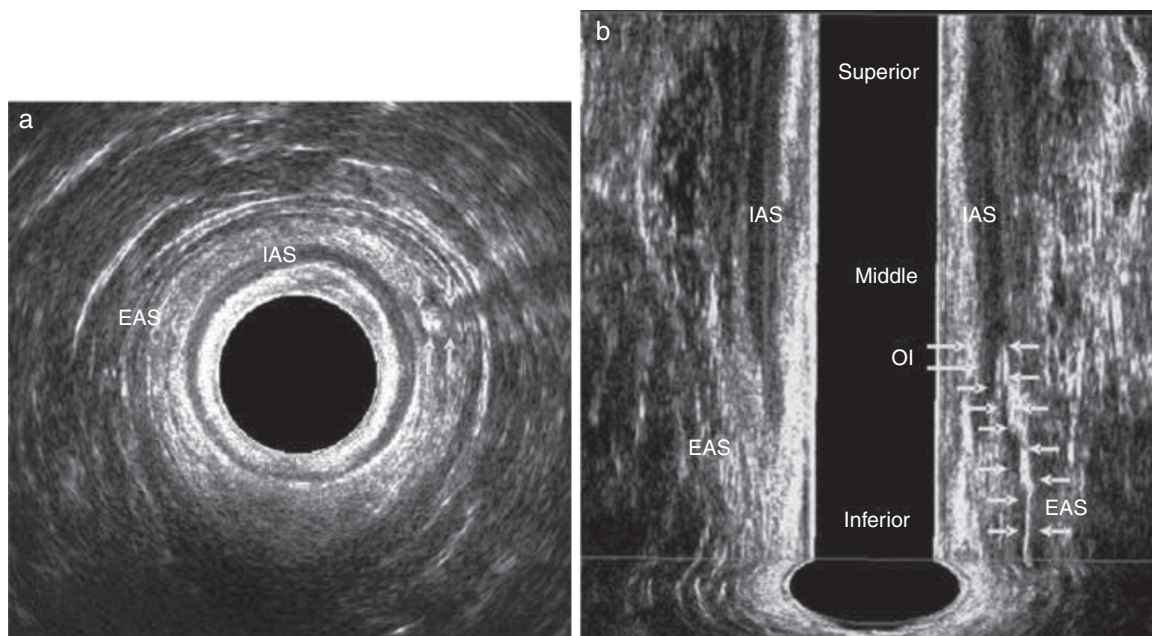 a
IAS
EAS
b
Superior
IAS
IAS
Middle
OI
EAS
Inferior
EAS